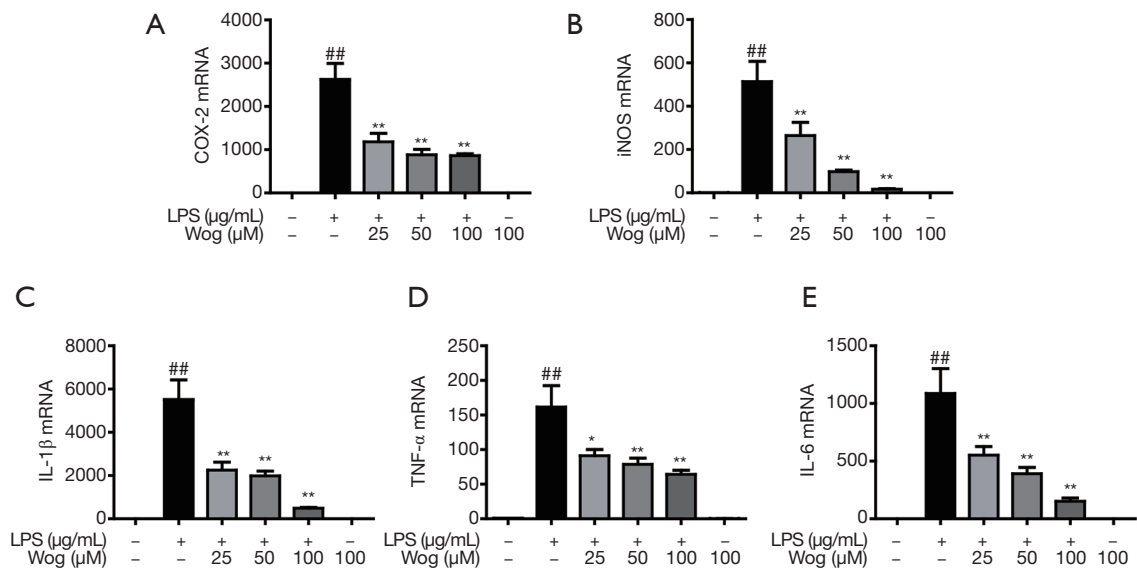 A
COX-2 mRNA
4000
3000
2000
1000
0
##
**
**
**
LPS (µg/mL) – + + + + –
Wog (µM) – – 25 50 100 100
B
iNOS mRNA
800
600
400
200
0
##
**
**
**
LPS (µg/mL) – + + + + –
Wog (µM) – – 25 50 100 100
C
IL-1β mRNA
8000
6000
4000
2000
0
##
**
**
**
LPS (µg/mL) – + + + + –
Wog (µM) – – 25 50 100 100
D
TNF-α mRNA
250
200
150
100
50
0
##
*
**
**
LPS (µg/mL) – + + + + –
Wog (µM) – – 25 50 100 100
E
IL-6 mRNA
1500
1000
500
0
##
**
**
**
LPS (µg/mL) – + + + + –
Wog (µM) – – 25 50 100 100